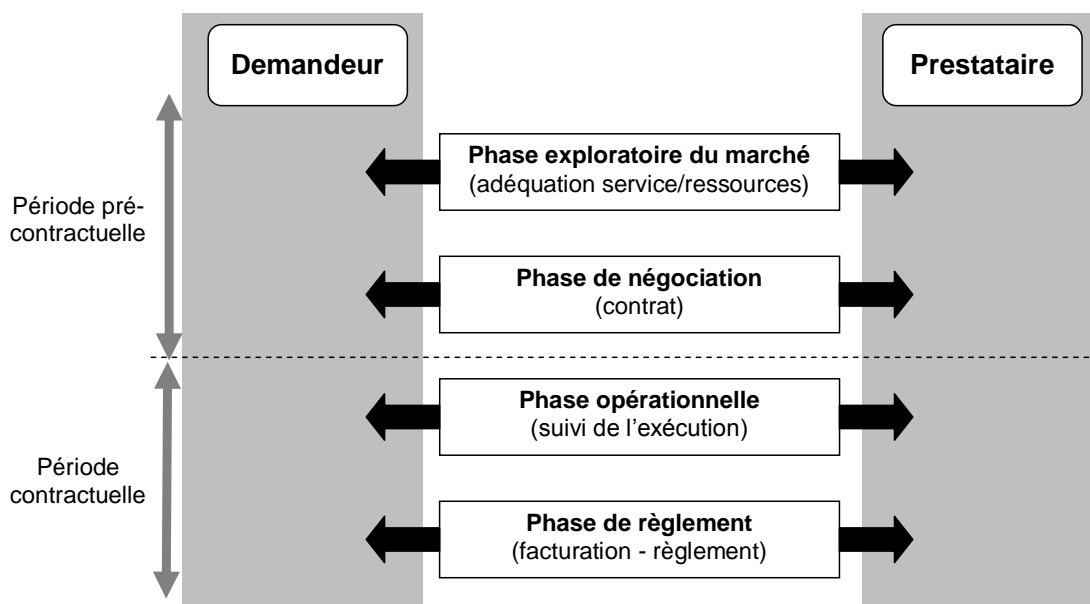 Demandeur
Prestataire
Phase exploratoire du marché
(adéquation service/ressources)
Période pré-
contractuelle
Phase de négociation
(contrat)
Phase opérationnelle
(suivi de l’exécution)
Période
contractuelle
Phase de règlement
(facturation - règlement)